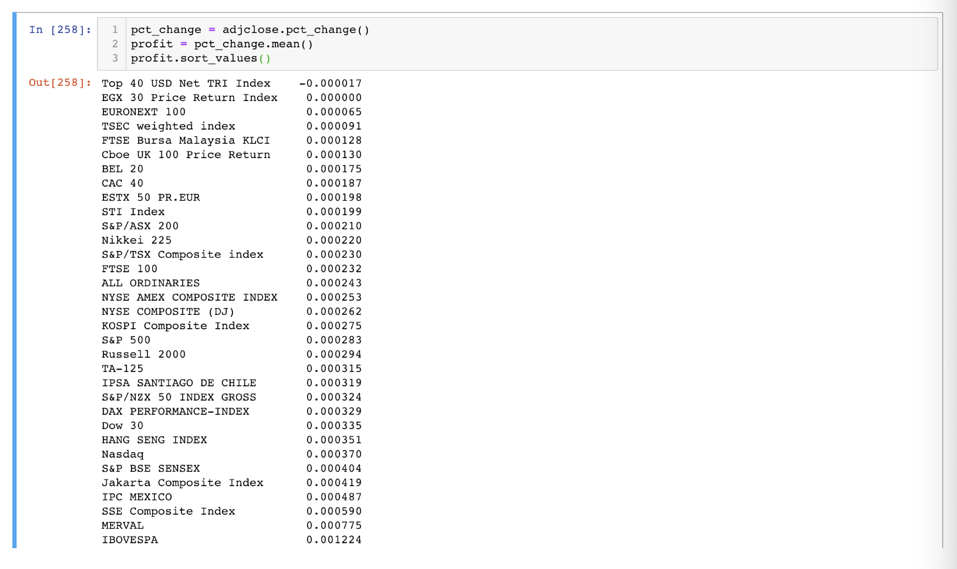 In [258]:
1 pct_change = adjclose.pct_change()
2 profit = pct_change.mean()
3 profit.sort_values()
Out[258]:
Top 40 USD Net TRI Index -0.000017
EGX 30 Price Return Index 0.000000
EURONEXT 100 0.000065
TSEC weighted index 0.000091
FTSE Bursa Malaysia KLCI 0.000128
Cboe UK 100 Price Return 0.000130
BEL 20 0.000175
CAC 40 0.000187
ESTX 50 PR.EUR 0.000198
STI Index 0.000199
S&P/ASX 200 0.000210
Nikkei 225 0.000220
S&P/TSX Composite index 0.000230
FTSE 100 0.000232
ALL ORDINARIES 0.000243
NYSE AMEX COMPOSITE INDEX 0.000253
NYSE COMPOSITE (DJ) 0.000262
KOSPI Composite Index 0.000275
S&P 500 0.000283
Russell 2000 0.000294
TA-125 0.000315
IPSA SANTIAGO DE CHILE 0.000319
S&P/NZX 50 INDEX GROSS 0.000324
DAX PERFORMANCE-INDEX 0.000329
Dow 30 0.000335
HANG SENG INDEX 0.000351
Nasdaq 0.000370
S&P BSE SENSEX 0.000404
Jakarta Composite Index 0.000419
IPC MEXICO 0.000487
SSE Composite Index 0.000590
MERVAL 0.000775
IBOVESPA 0.001224